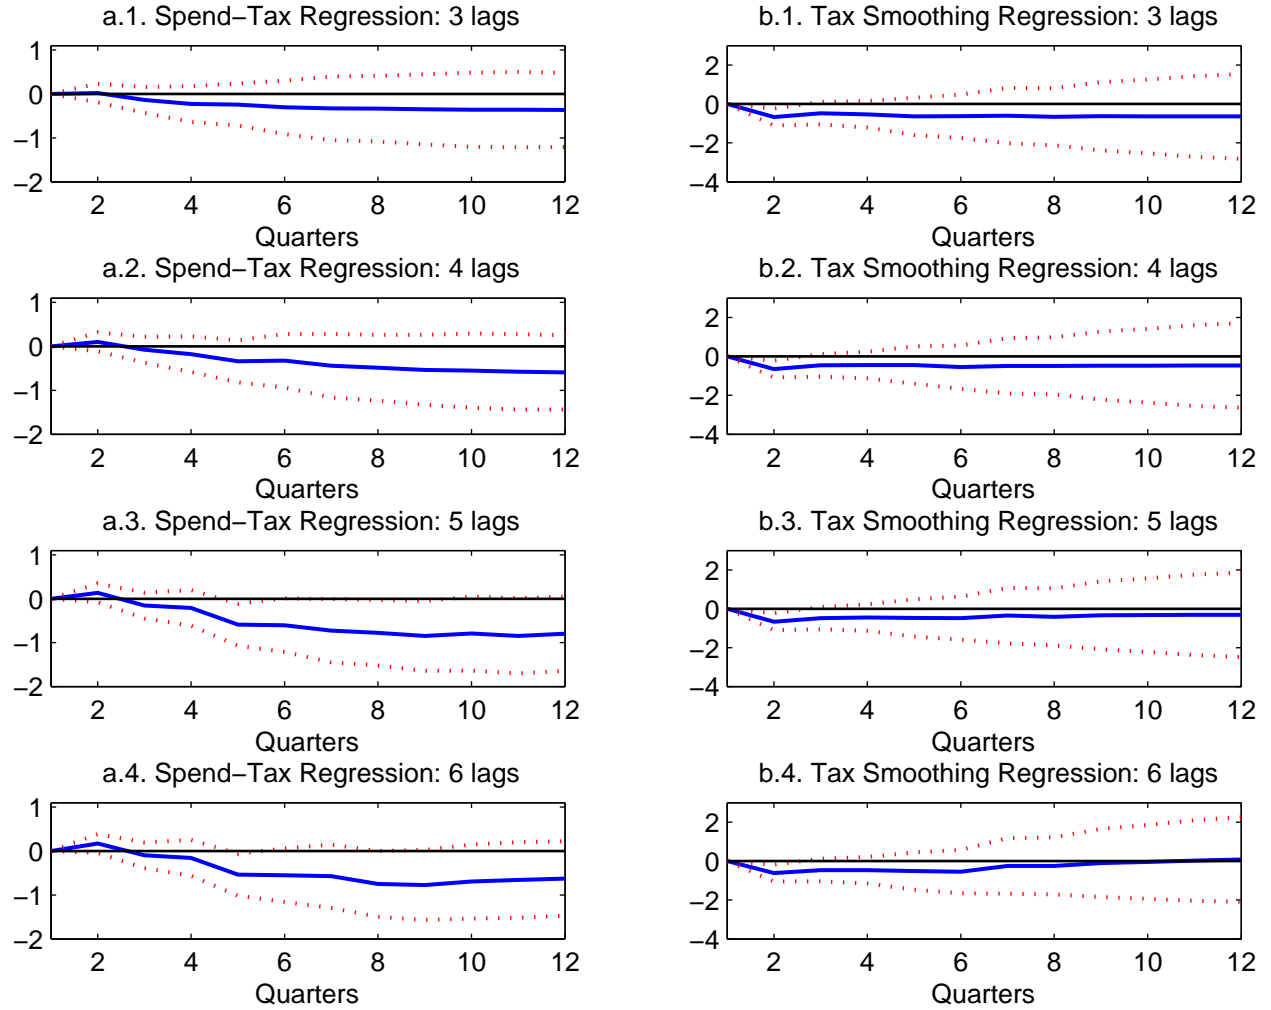 a.1. Spend−Tax Regression: 3 lags
1
0
−1
−2
2 4 6 8 10 12
Quarters
b.1. Tax Smoothing Regression: 3 lags
2
0
−2
−4
2 4 6 8 10 12
Quarters
a.2. Spend−Tax Regression: 4 lags
1
0
−1
−2
2 4 6 8 10 12
Quarters
b.2. Tax Smoothing Regression: 4 lags
2
0
−2
−4
2 4 6 8 10 12
Quarters
a.3. Spend−Tax Regression: 5 lags
1
0
−1
−2
2 4 6 8 10 12
Quarters
b.3. Tax Smoothing Regression: 5 lags
2
0
−2
−4
2 4 6 8 10 12
Quarters
a.4. Spend−Tax Regression: 6 lags
1
0
−1
−2
2 4 6 8 10 12
Quarters
b.4. Tax Smoothing Regression: 6 lags
2
0
−2
−4
2 4 6 8 10 12
Quarters